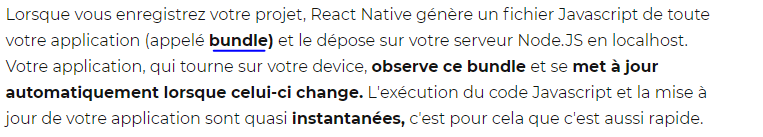 Lorsque vous enregistrez votre projet, React Native génère un fichier Javascript de toute
votre application (appelé bundle) et le dépose sur votre serveur Node.JS en localhost.
Votre application, qui tourne sur votre device, observe ce bundle et se met à jour
automatiquement lorsque celui-ci change. L'exécution du code Javascript et la mise à
jour de votre application sont quasi instantanées, c'est pour cela que c'est aussi rapide.